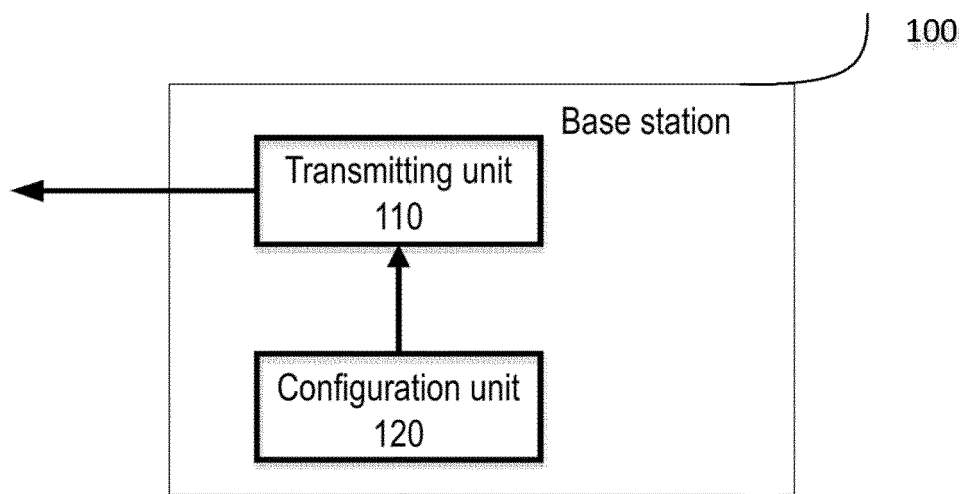 100
Base station
Transmitting unit
110
Configuration unit
120